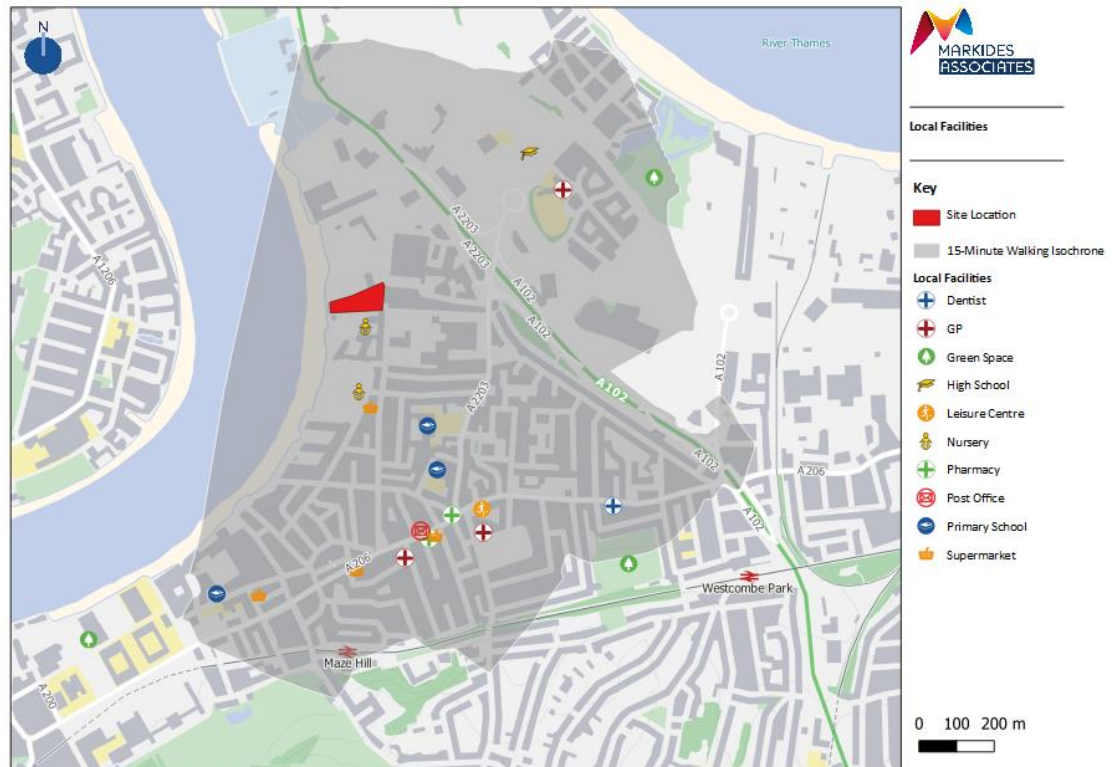 N
River Thames
MARKIDES
ASSOCIATES
Local Facilities
Key
Site Location
15-Minute Walking Isochrone
Local Facilities
Dentist
GP
Green Space
High School
Leisure Centre
Nursery
Pharmacy
Post Office
Primary School
Supermarket
0 100 200 m
A1206
A2203
A2203
A102
A102
A102
A102
A2203
A102
A206
A102
A206
A200
Westcombe Park
Maze Hill